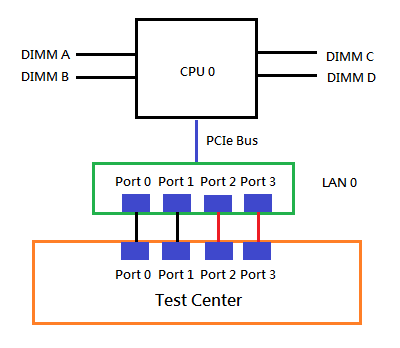 DIMM A
DIMM B
CPU 0
DIMM C
DIMM D
PCIe Bus
Port 0 Port 1 Port 2 Port 3
LAN 0
Port 0 Port 1 Port 2 Port 3
Test Center